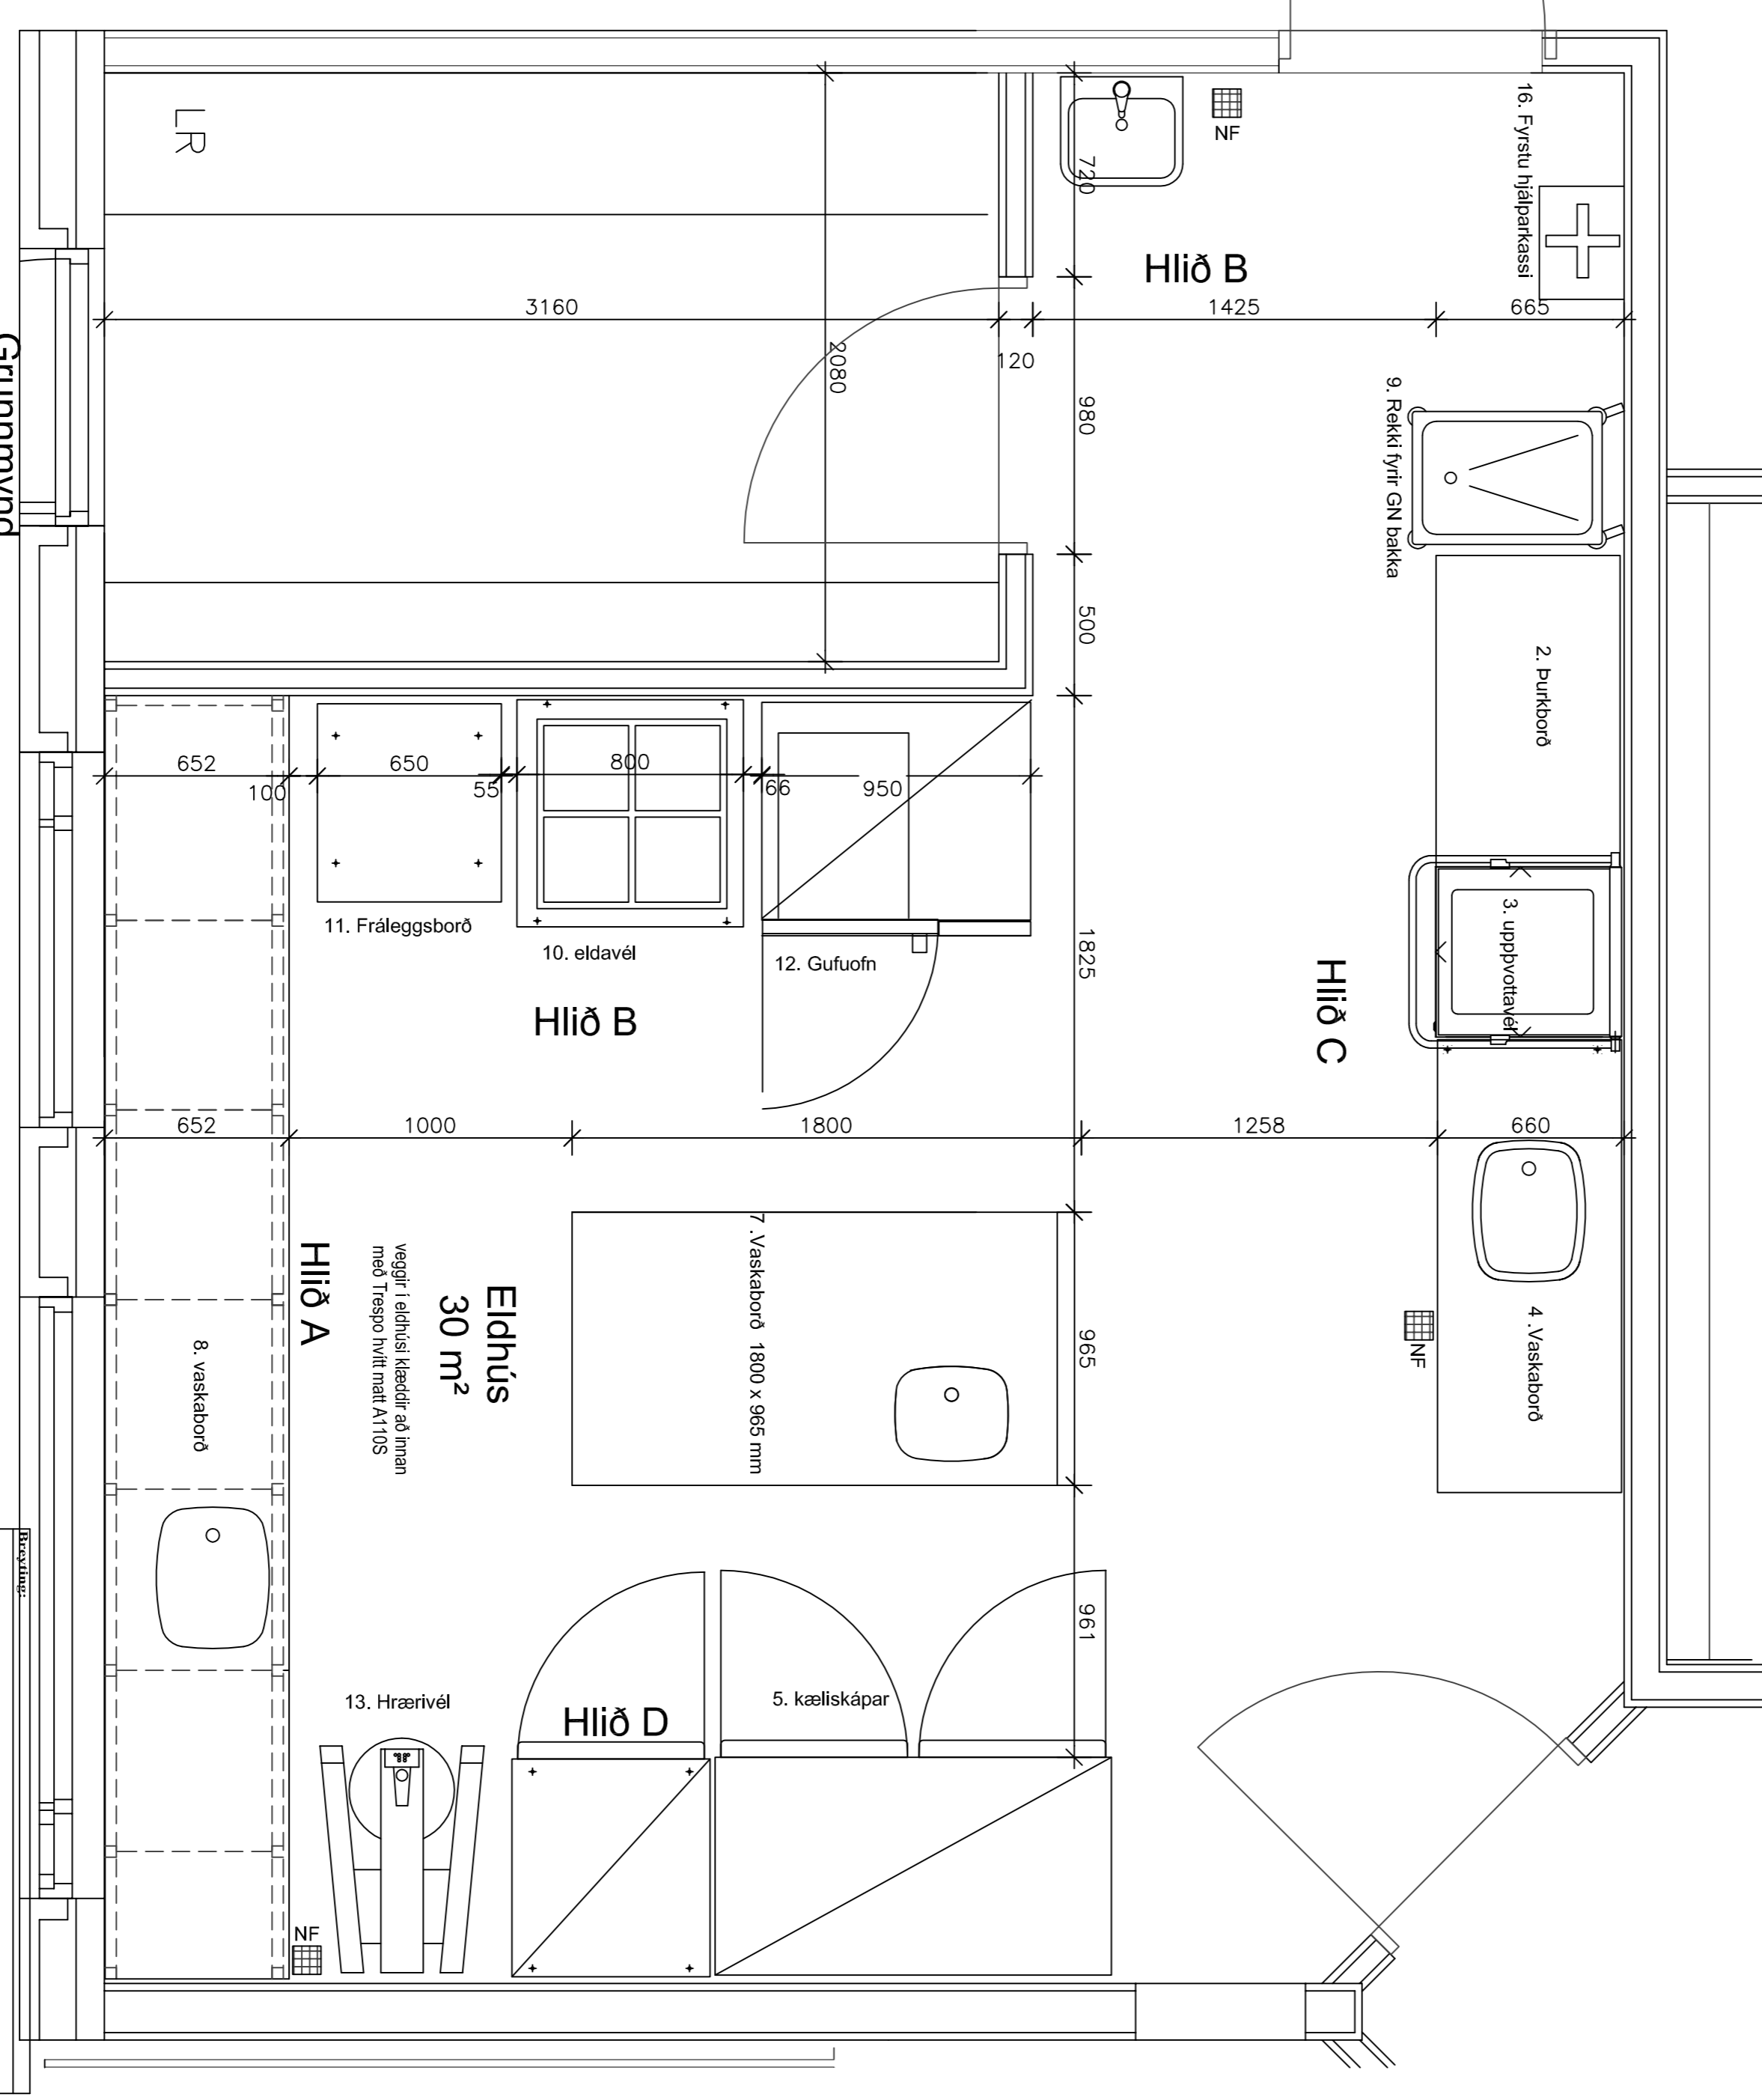 LR
NF
720
16. Fyrstu hjálparkassi
Hlið B
3160
1425
665
120
2080
980
9. Rekki fyrir GN bakka
Grunnmynd
500
2. Þurkborð
652
100
650
55
800
66
950
11. Fráleggsborð
10. eldavél
12. Gufuofn
1825
3. uppþvottavél
Hlið B
Hlið C
652
1000
1800
1258
660
Hlið A
veggir í eldhúsi klæddir að innan
með Trespo hvítt matt A110S
Eldhús
30 m²
7 .Vaskaborð 1800 x 965 mm
965
NF
4 .Vaskaborð
8. vaskaborð
Breyting:
961
13. Hrærivél
Hlið D
5. kæliskápar
NF